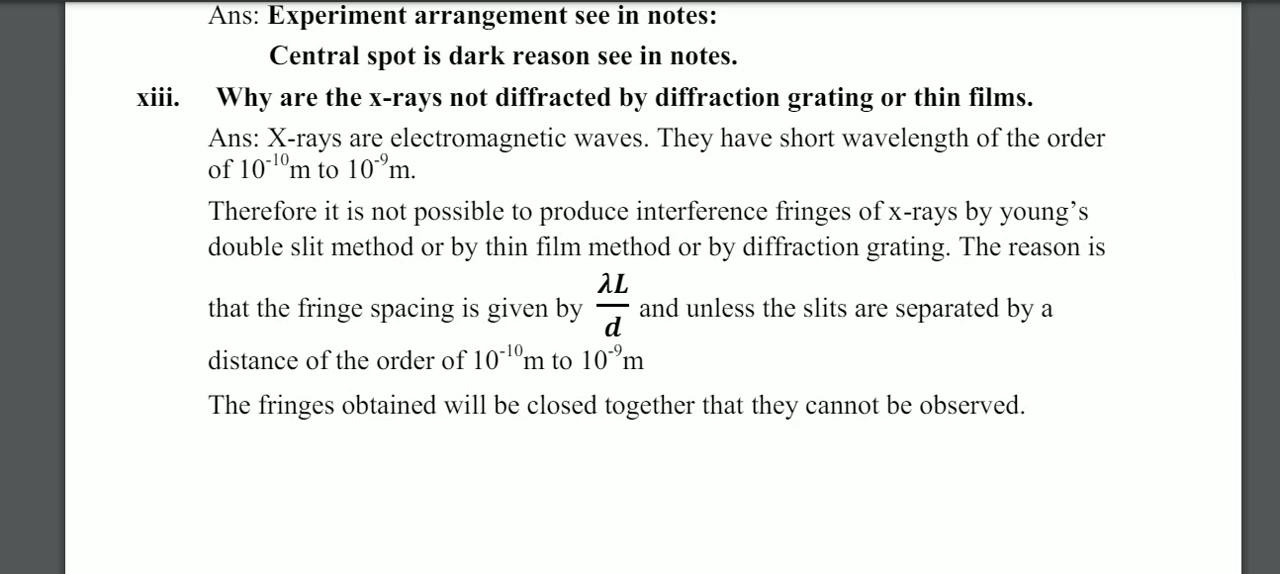 Ans: Experiment arrangement see in notes:
Central spot is dark reason see in notes.
xiii. Why are the x-rays not diffracted by diffraction grating or thin films.
Ans: X-rays are electromagnetic waves. They have short wavelength of the order
of 10⁻¹⁰m to 10⁻⁹m.
Therefore it is not possible to produce interference fringes of x-rays by young's
double slit method or by thin film method or by diffraction grating. The reason is
that the fringe spacing is given by λL/d and unless the slits are separated by a
distance of the order of 10⁻¹⁰m to 10⁻⁹m
The fringes obtained will be closed together that they cannot be observed.